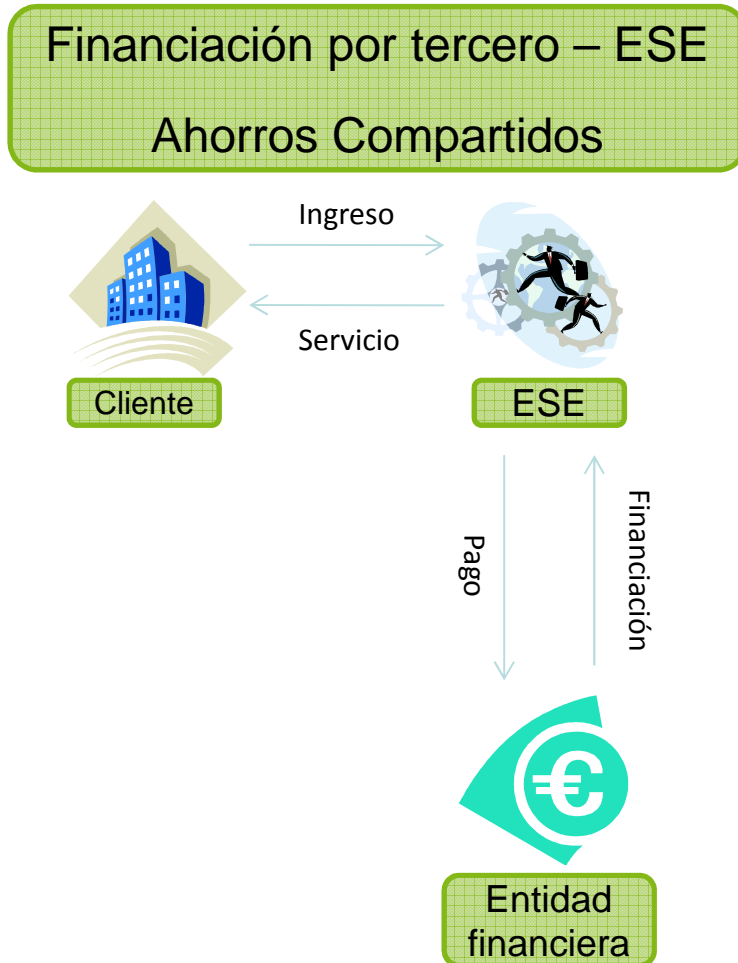 Financiación por tercero – ESE
Ahorros Compartidos
Ingreso
Servicio
Cliente
ESE
Pago
Financiación
€
Entidad
financiera